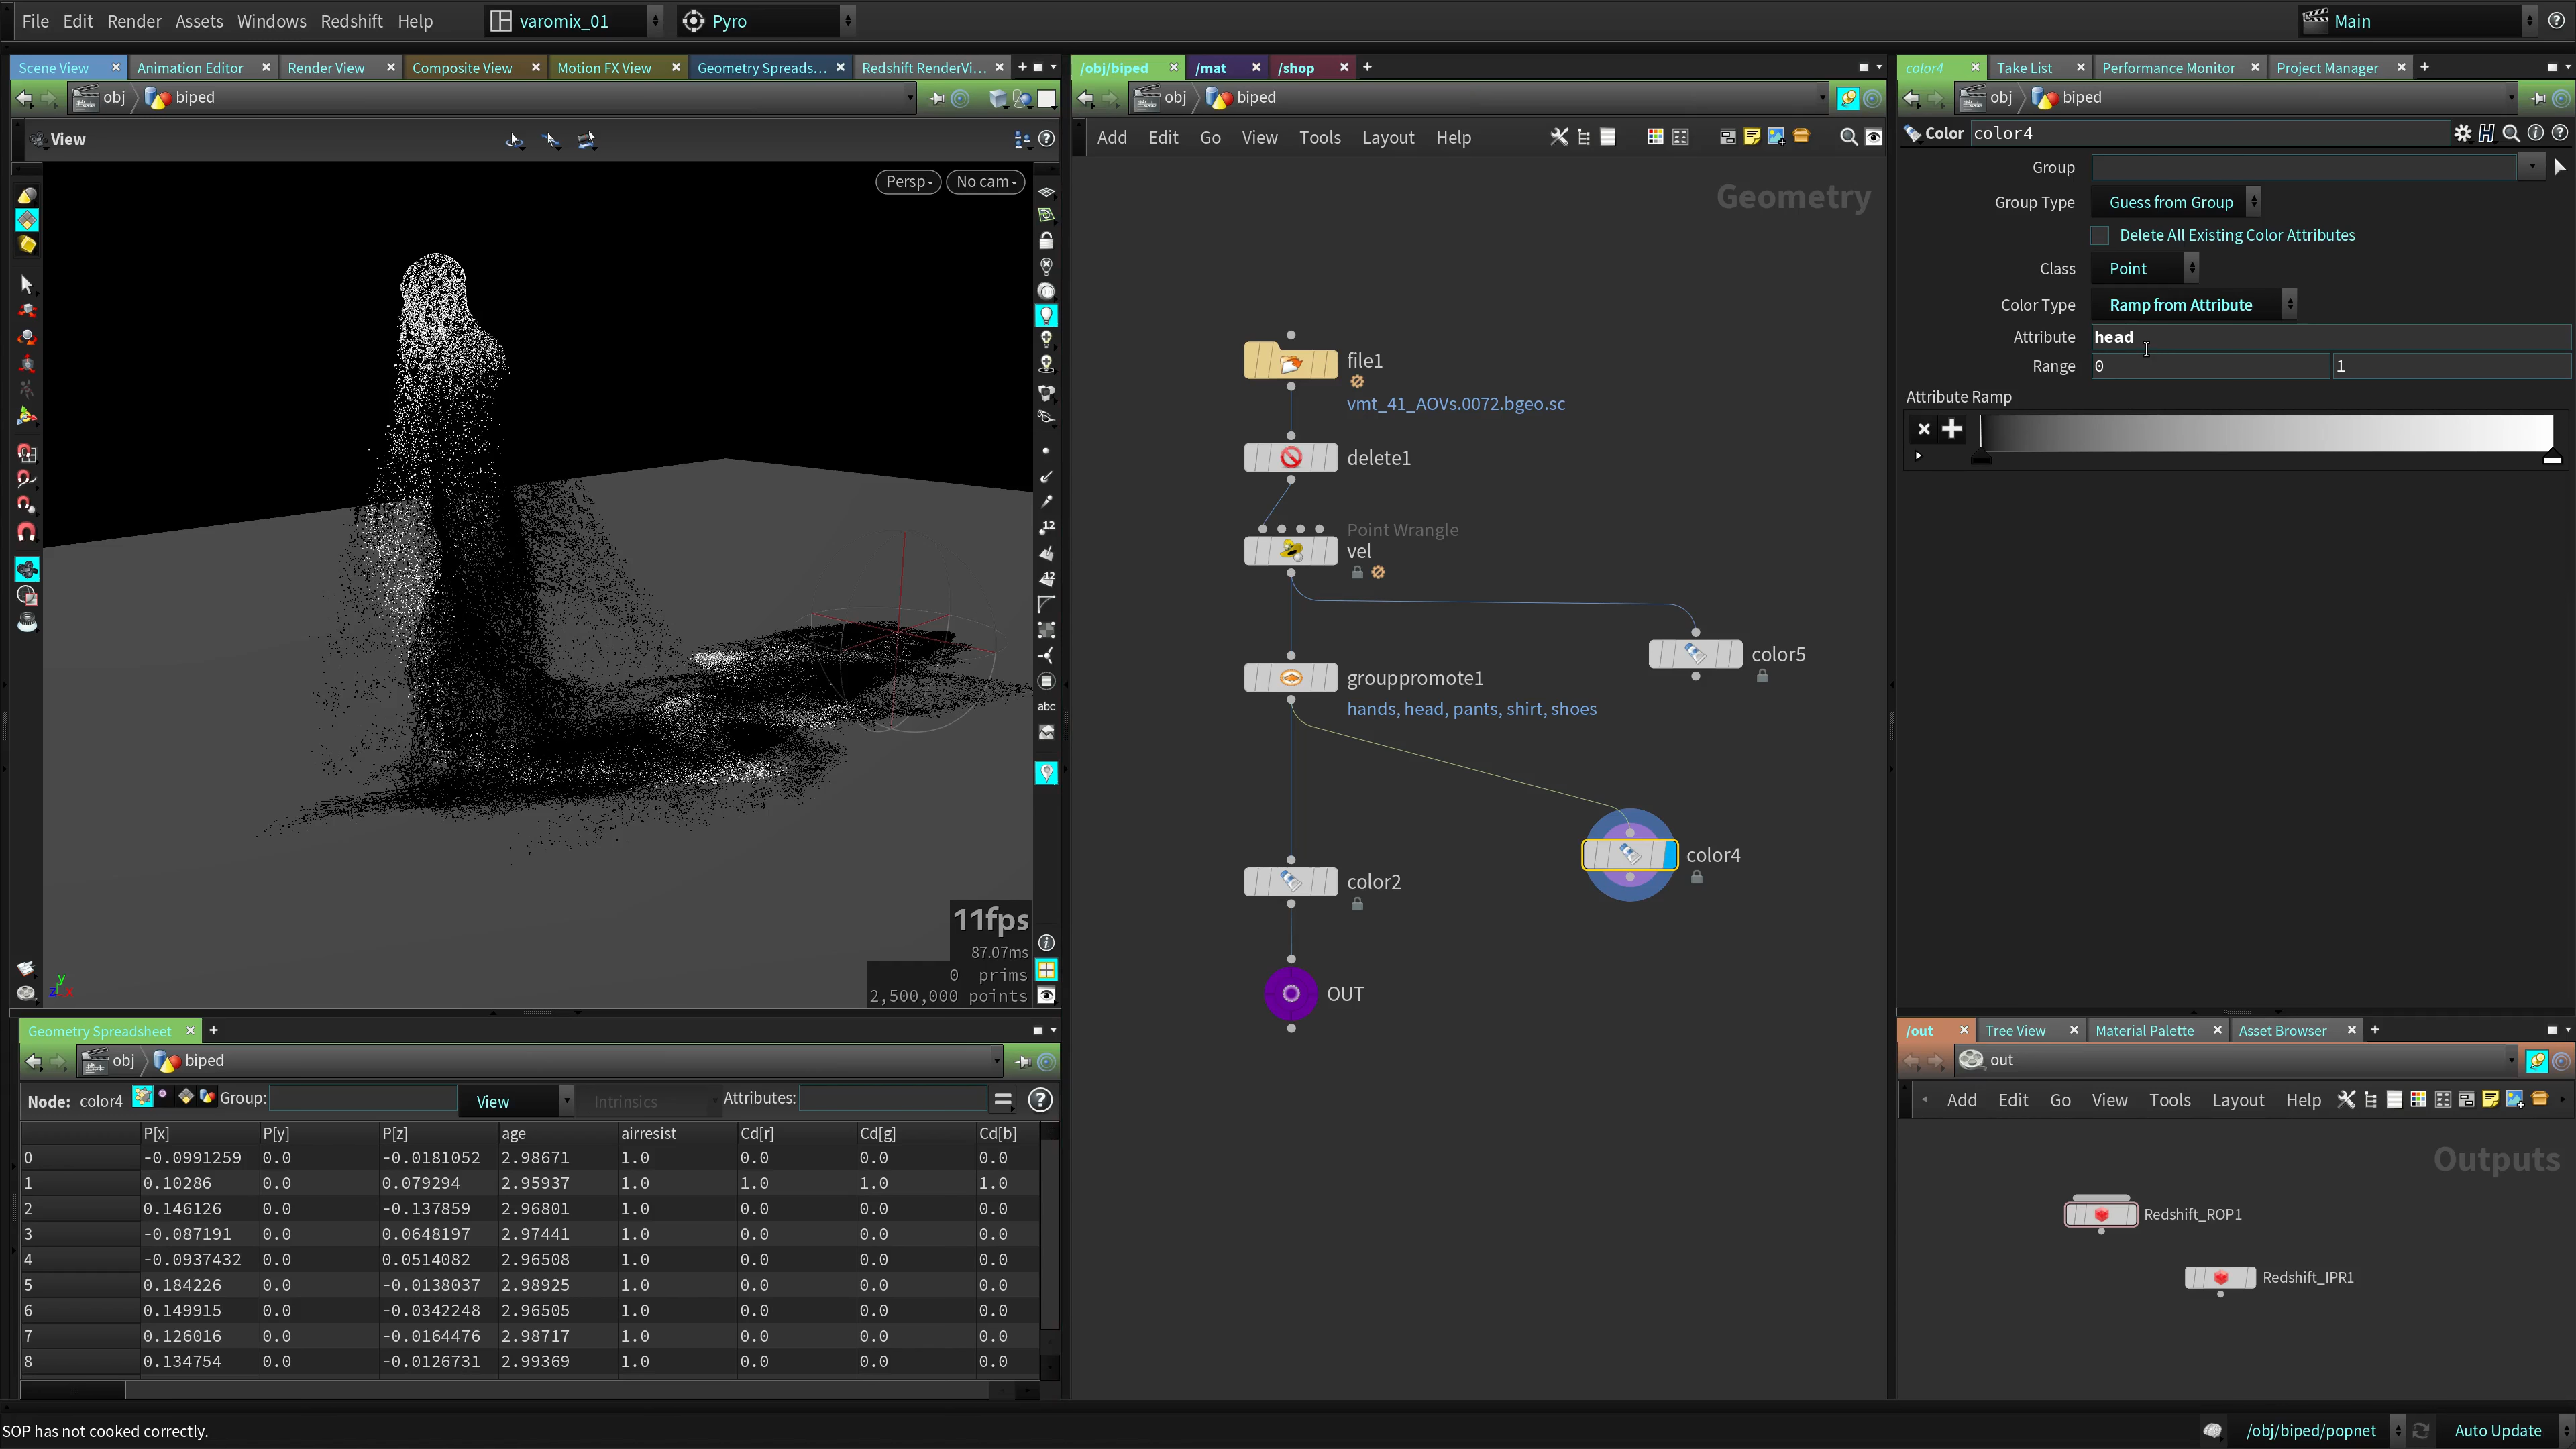 File Edit Render Assets Windows Redshift Help varomix_01 Pyro Main
Scene View Animation Editor Render View Composite View Motion FX View Geometry Spreads... Redshift RenderVi...
/obj/biped /mat /shop
color4 Take List Performance Monitor Project Manager
obj biped
obj biped
obj biped
View
Add Edit Go View Tools Layout Help
Color color4
Group
Group Type Guess from Group
Delete All Existing Color Attributes
Class Point
Color Type Ramp from Attribute
Attribute head
Range 0 1
Attribute Ramp
Persp No cam
Geometry
file1
vmt_41_AOVs.0072.bgeo.sc
delete1
Point Wrangle
vel
color5
grouppromote1
hands, head, pants, shirt, shoes
color4
color2
OUT
12
12
abc
11fps
87.07ms
0 prims
2,500,000 points
y
z x
Geometry Spreadsheet
obj biped
Node: color4 Group: View Intrinsics Attributes:
P[x] P[y] P[z] age airresist Cd[r] Cd[g] Cd[b]
0 -0.0991259 0.0 -0.0181052 2.98671 1.0 0.0 0.0 0.0
1 0.10286 0.0 0.079294 2.95937 1.0 1.0 1.0 1.0
2 0.146126 0.0 -0.137859 2.96801 1.0 0.0 0.0 0.0
3 -0.087191 0.0 0.0648197 2.97441 1.0 0.0 0.0 0.0
4 -0.0937432 0.0 0.0514082 2.96508 1.0 0.0 0.0 0.0
5 0.184226 0.0 -0.0138037 2.98925 1.0 0.0 0.0 0.0
6 0.149915 0.0 -0.0342248 2.96505 1.0 0.0 0.0 0.0
7 0.126016 0.0 -0.0164476 2.98717 1.0 0.0 0.0 0.0
8 0.134754 0.0 -0.0126731 2.99369 1.0 0.0 0.0 0.0
/out Tree View Material Palette Asset Browser
out
Add Edit Go View Tools Layout Help
Outputs
Redshift_ROP1
Redshift_IPR1
SOP has not cooked correctly.
/obj/biped/popnet Auto Update